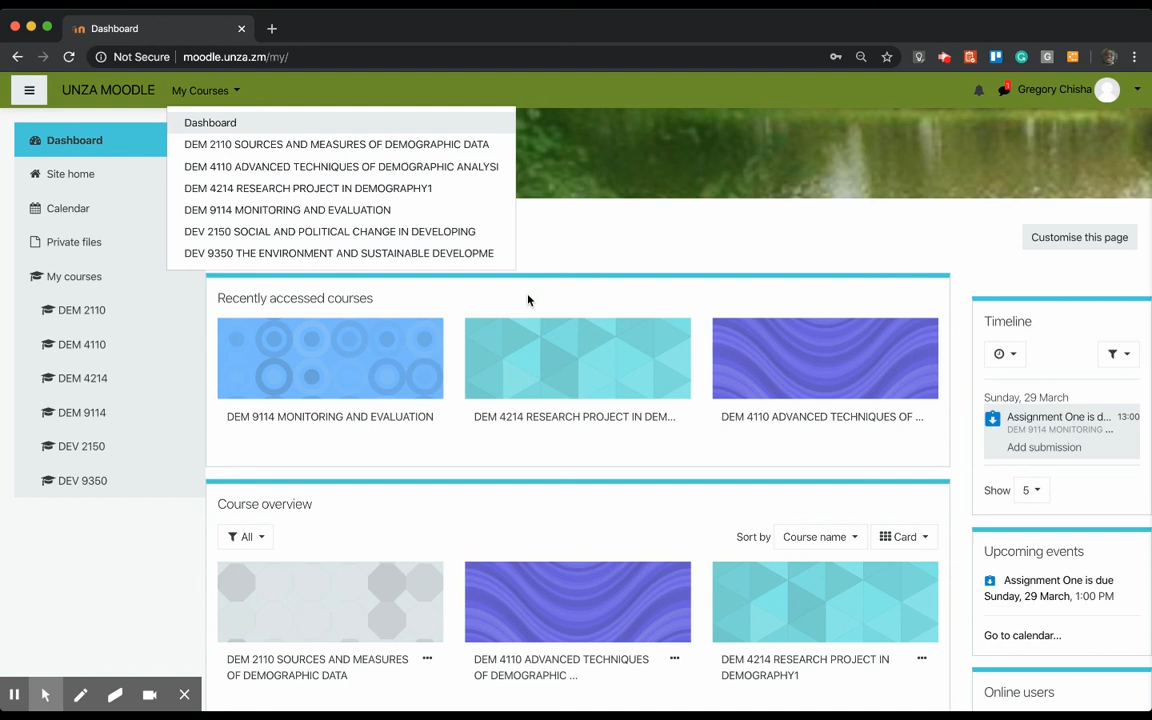 Dashboard
Not Secure
moodle.unza.zm/my/
UNZA MOODLE
My Courses
Gregory Chisha
Dashboard
DEM 2110 SOURCES AND MEASURES OF DEMOGRAPHIC DATA
DEM 4110 ADVANCED TECHNIQUES OF DEMOGRAPHIC ANALYSI
DEM 4214 RESEARCH PROJECT IN DEMOGRAPHY1
DEM 9114 MONITORING AND EVALUATION
DEV 2150 SOCIAL AND POLITICAL CHANGE IN DEVELOPING
DEV 9350 THE ENVIRONMENT AND SUSTAINABLE DEVELOPME
Dashboard
Site home
Calendar
Private files
My courses
DEM 2110
DEM 4110
DEM 4214
DEM 9114
DEV 2150
DEV 9350
Customise this page
Recently accessed courses
DEM 9114 MONITORING AND EVALUATION
DEM 4214 RESEARCH PROJECT IN DEM...
DEM 4110 ADVANCED TECHNIQUES OF ...
Course overview
All
Sort by
Course name
Card
DEM 2110 SOURCES AND MEASURES
OF DEMOGRAPHIC DATA
DEM 4110 ADVANCED TECHNIQUES
OF DEMOGRAPHIC ...
DEM 4214 RESEARCH PROJECT IN
DEMOGRAPHY1
Timeline
Sunday, 29 March
Assignment One is d... 13:00
DEM 9114 MONITORING ...
Add submission
Show 5
Upcoming events
Assignment One is due
Sunday, 29 March, 1:00 PM
Go to calendar...
Online users